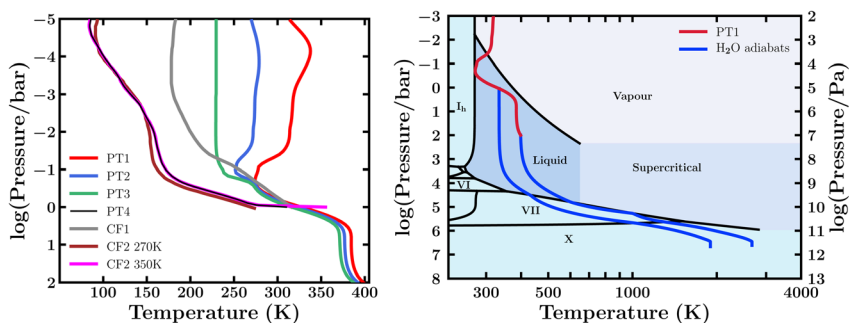 −5
−4
−3
−2
−1
0
1
2
log(Pressure/bar)
PT1
PT2
PT3
PT4
CF1
CF2 270K
CF2 350K
100 150 200 250 300 350 400
Temperature (K)
−3
−2
−1
0
1
2
3
4
5
6
7
8
log(Pressure/bar)
PT1
H₂O adiabats
Vapour
Iₕ
Liquid
Supercritical
VI
VII
X
2
3
4
5
6
7
8
9
10
11
12
13
log(Pressure/Pa)
300 500 1000 4000
Temperature (K)